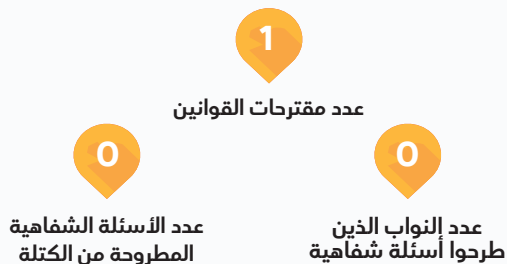 1
عدد مقترحات القوانين
0
عدد النواب الذين
طرحوا أسئلة شفاهية
0
عدد الأسئلة الشفاهية
المطروحة من الكتلة